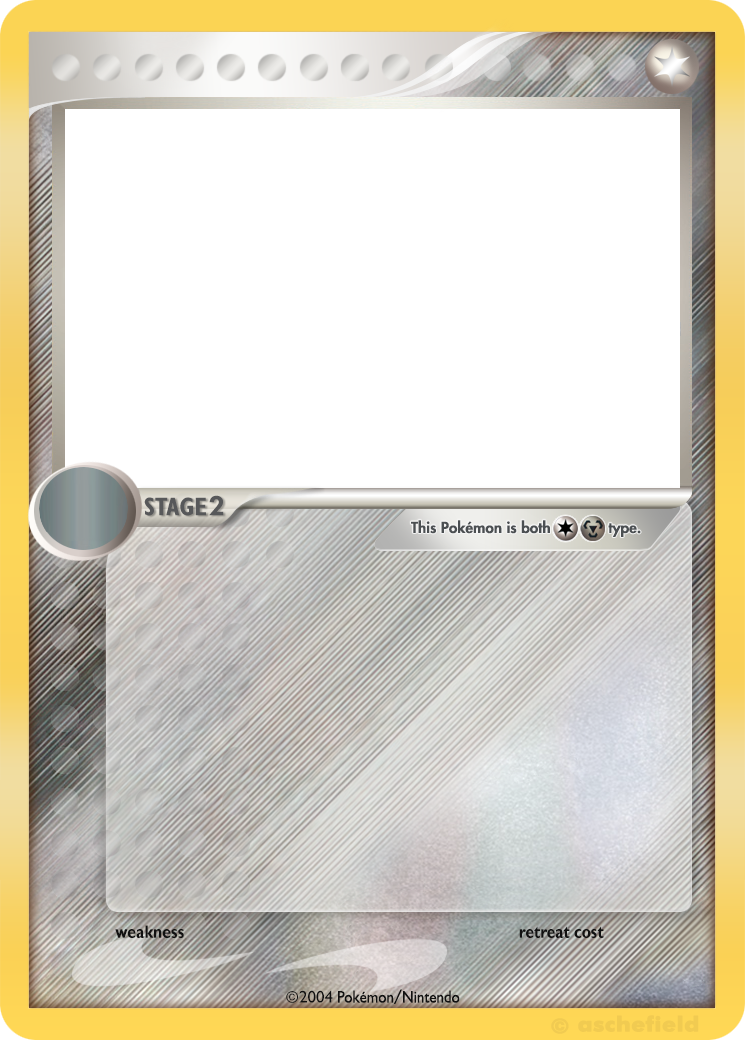 STAGE2
This Pokémon is both type.
weakness retreat cost
©2004 Pokémon/Nintendo
© aschefield